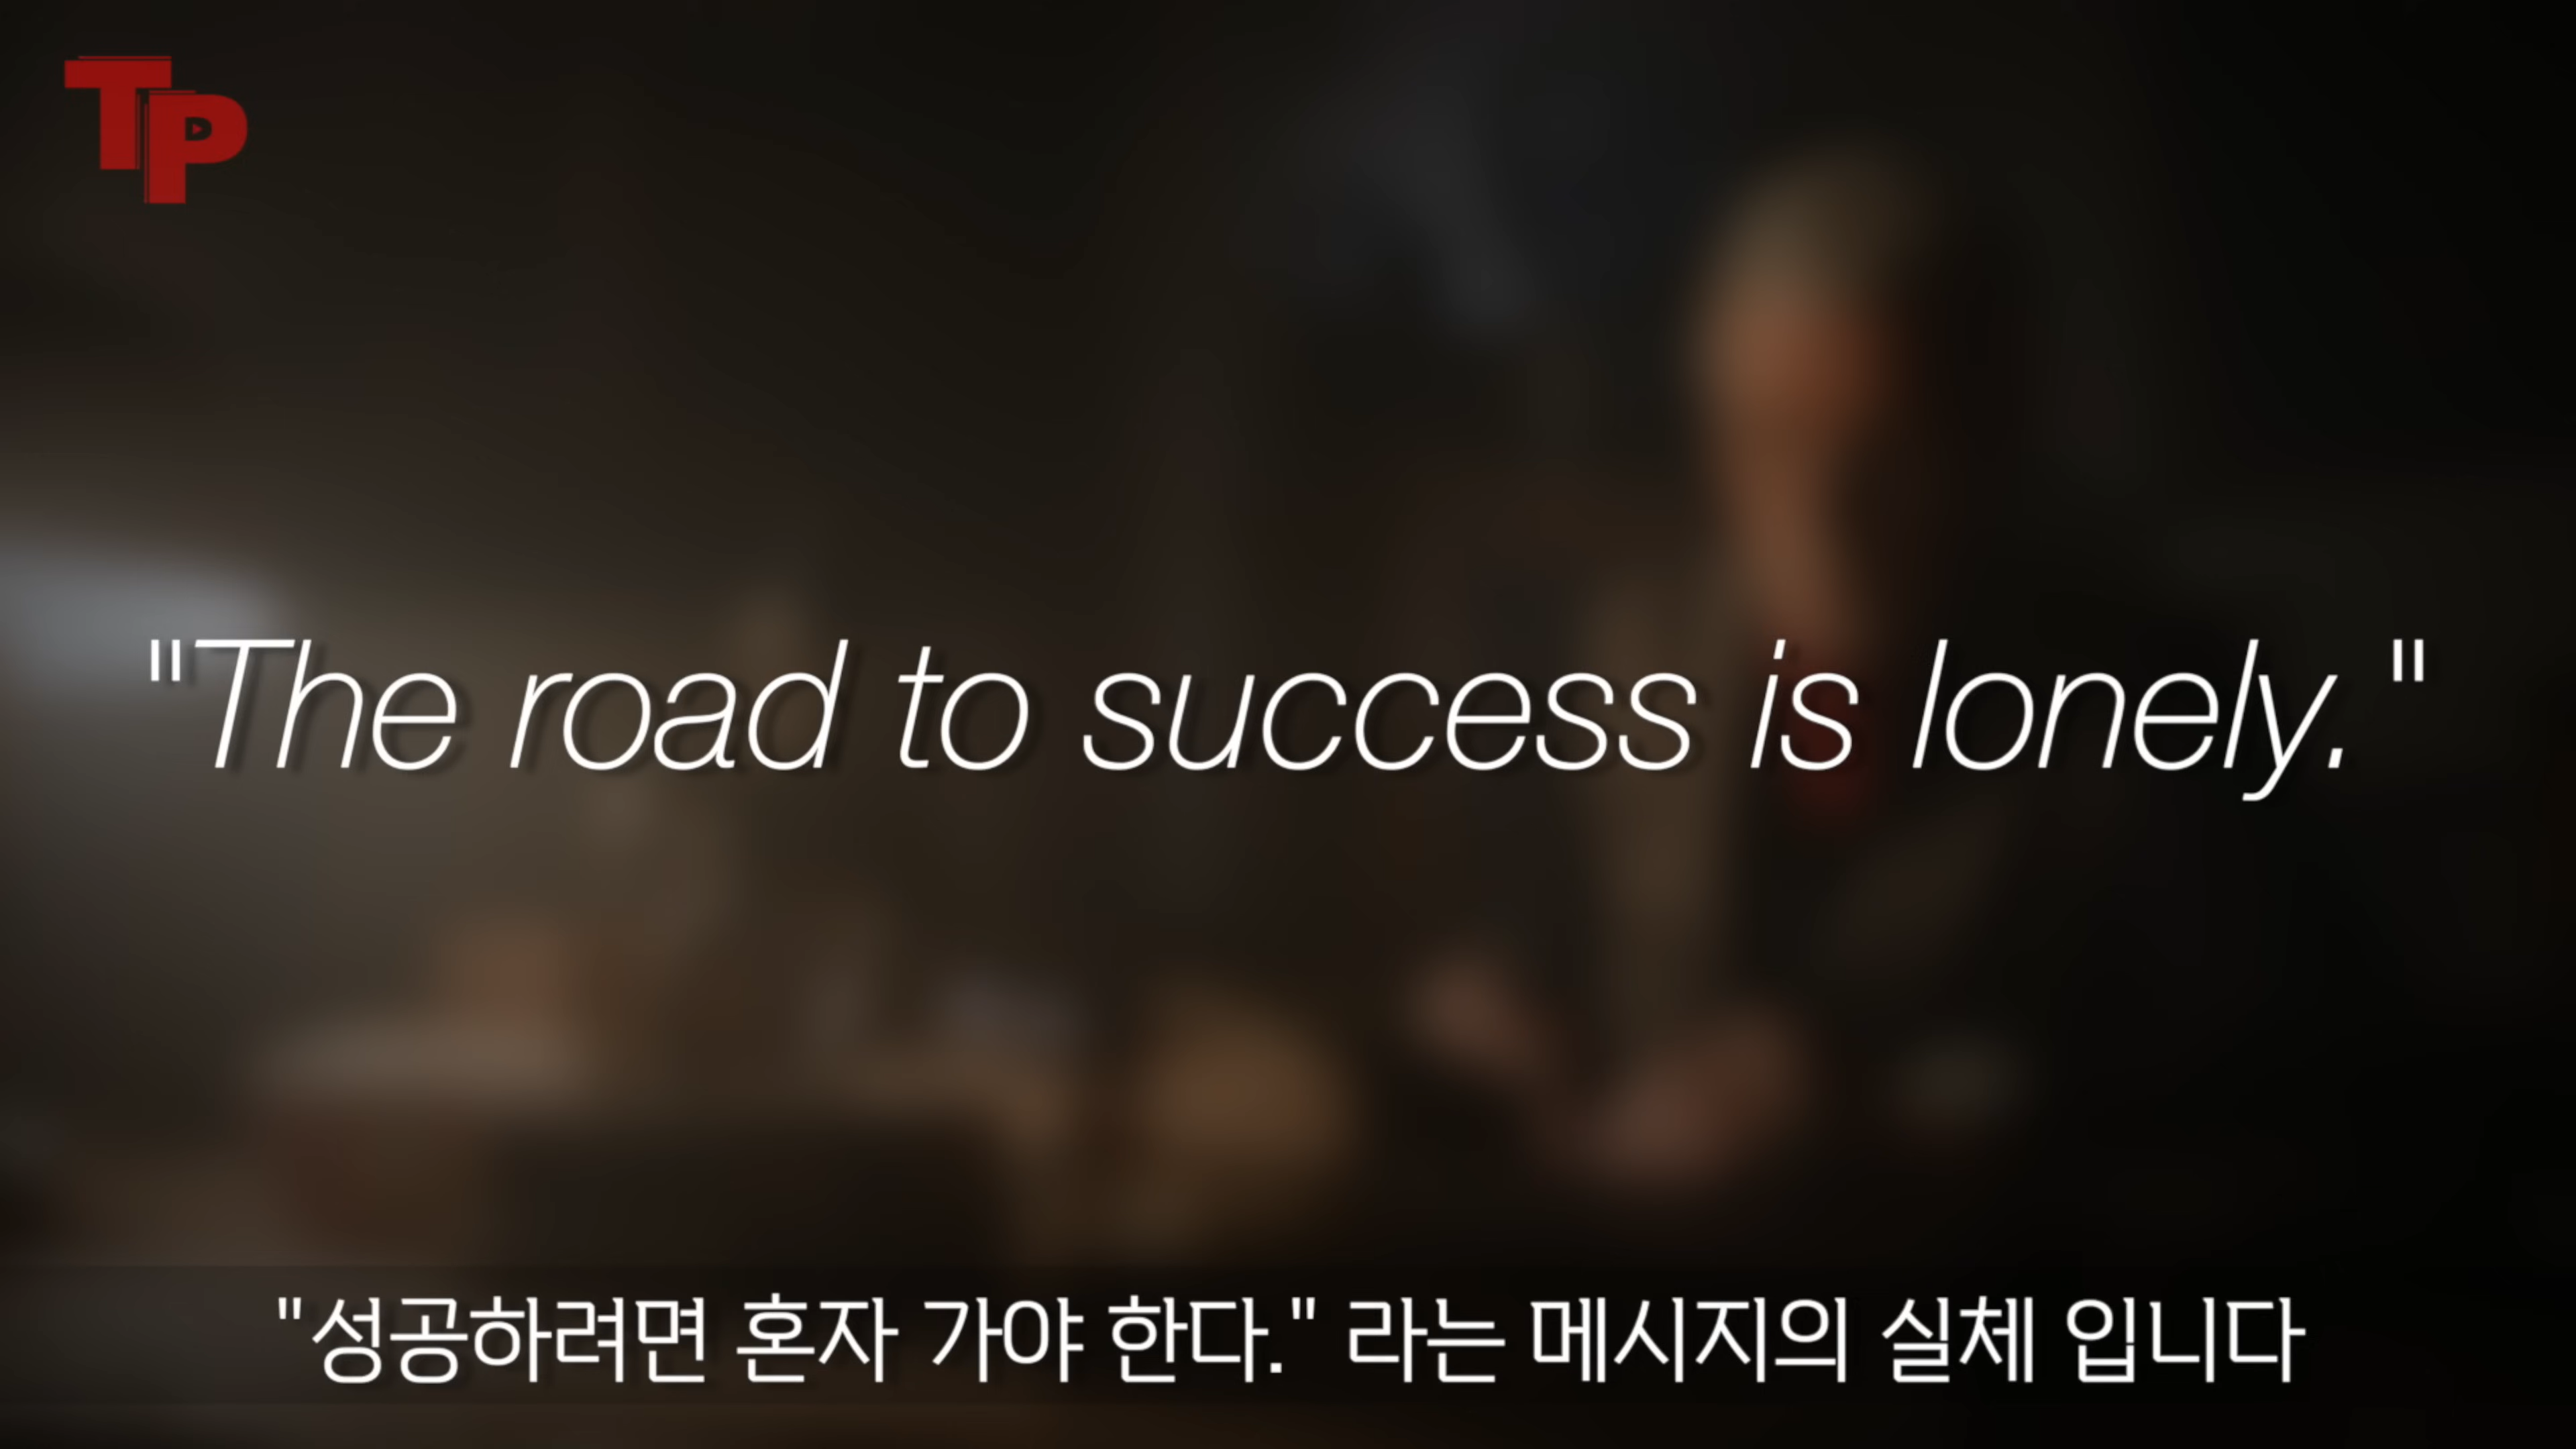 TP
"The road to success is lonely."
"성공하려면 혼자 가야 한다." 라는 메시지의 실체 입니다